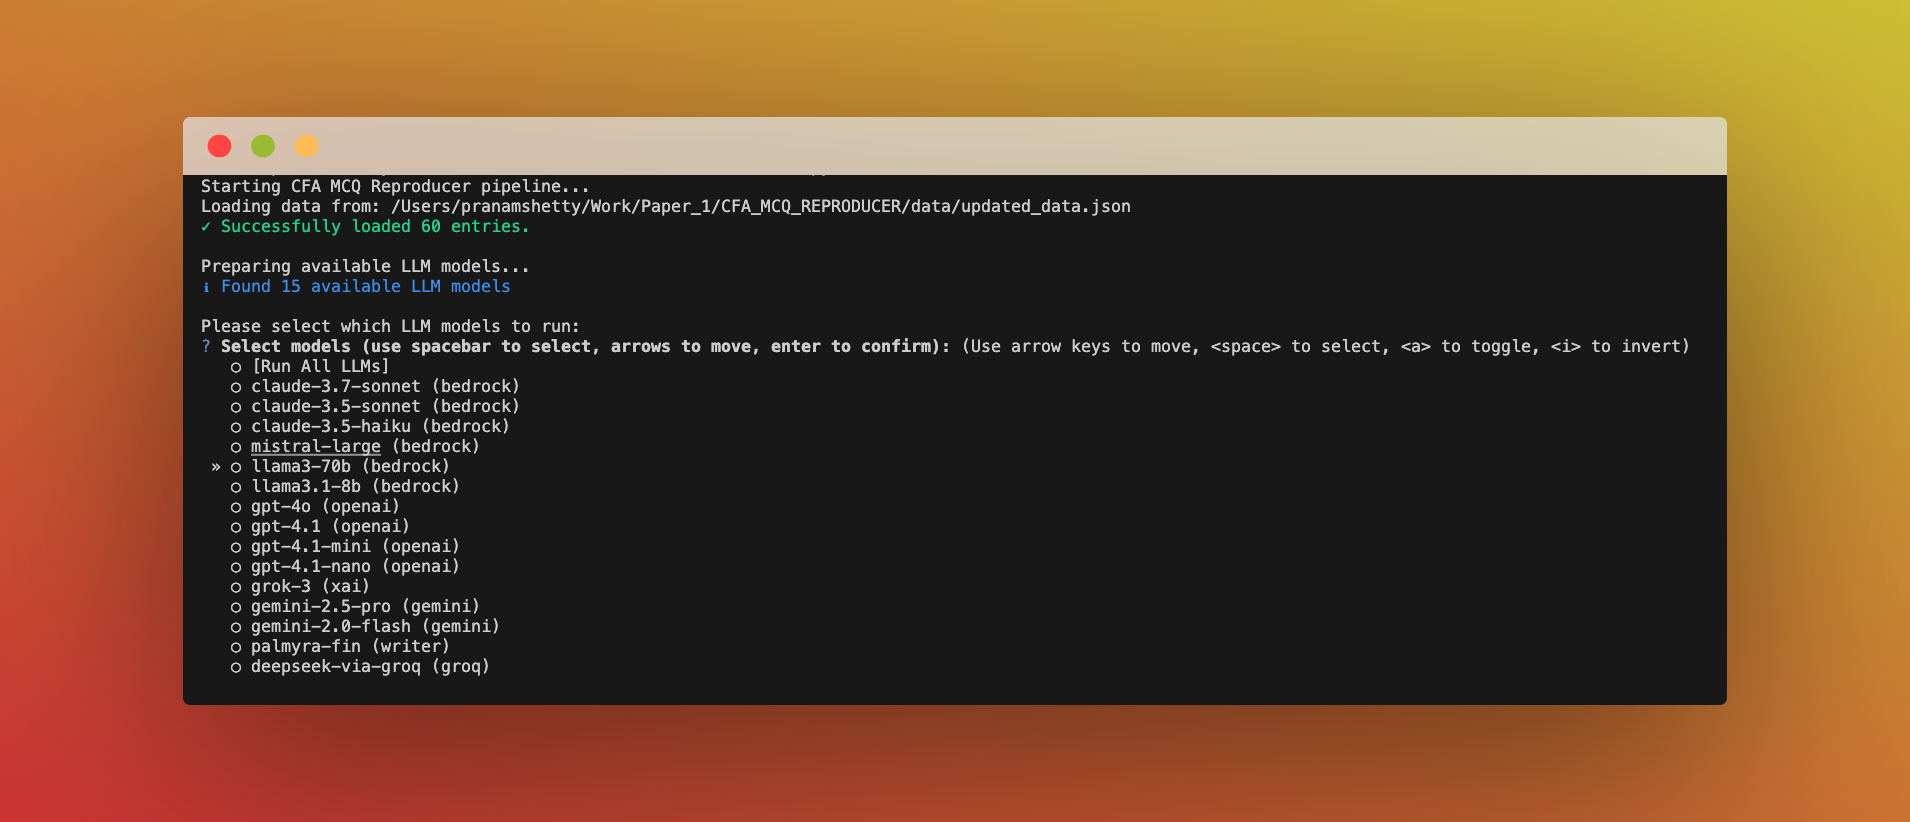 Starting CFA MCQ Reproducer pipeline...
Loading data from: /Users/pranamshetty/Work/Paper_1/CFA_MCQ_REPRODUCER/data/updated_data.json
✓ Successfully loaded 60 entries.
Preparing available LLM models...
ℹ Found 15 available LLM models
Please select which LLM models to run:
? Select models (use spacebar to select, arrows to move, enter to confirm): (Use arrow keys to move, <space> to select, <a> to toggle, <i> to invert)
○ [Run All LLMs]
○ claude-3.7-sonnet (bedrock)
○ claude-3.5-sonnet (bedrock)
○ claude-3.5-haiku (bedrock)
○ mistral-large (bedrock)
» ○ llama3-70b (bedrock)
○ llama3.1-8b (bedrock)
○ gpt-4o (openai)
○ gpt-4.1 (openai)
○ gpt-4.1-mini (openai)
○ gpt-4.1-nano (openai)
○ grok-3 (xai)
○ gemini-2.5-pro (gemini)
○ gemini-2.0-flash (gemini)
○ palmyra-fin (writer)
○ deepseek-via-groq (groq)